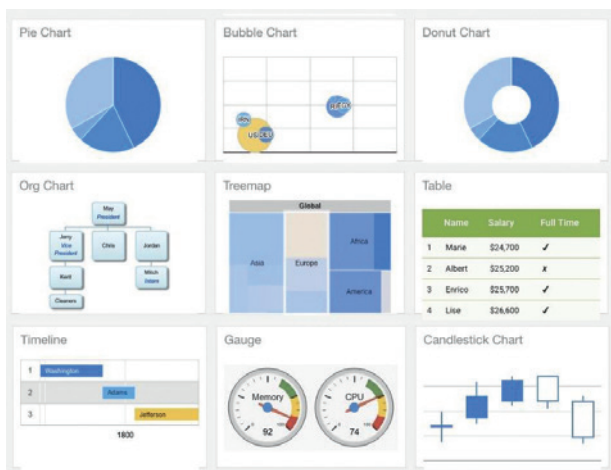 Pie Chart
Bubble Chart
Donut Chart
Org Chart
May
President
Jerry
Vice
President
Chris
Jordan
Kent
Mitch
Intern
Cleaners
Treemap
Global
Asia
Europe
Africa
America
Table
Name Salary Full Time
1 Marie $24,700 ✓
2 Albert $25,200 x
3 Enrico $25,700 ✓
4 Lise $26,600 ✓
Timeline
1 Washington
2 Adams
3 Jefferson
1800
Gauge
Memory
92
CPU
74
Candlestick Chart